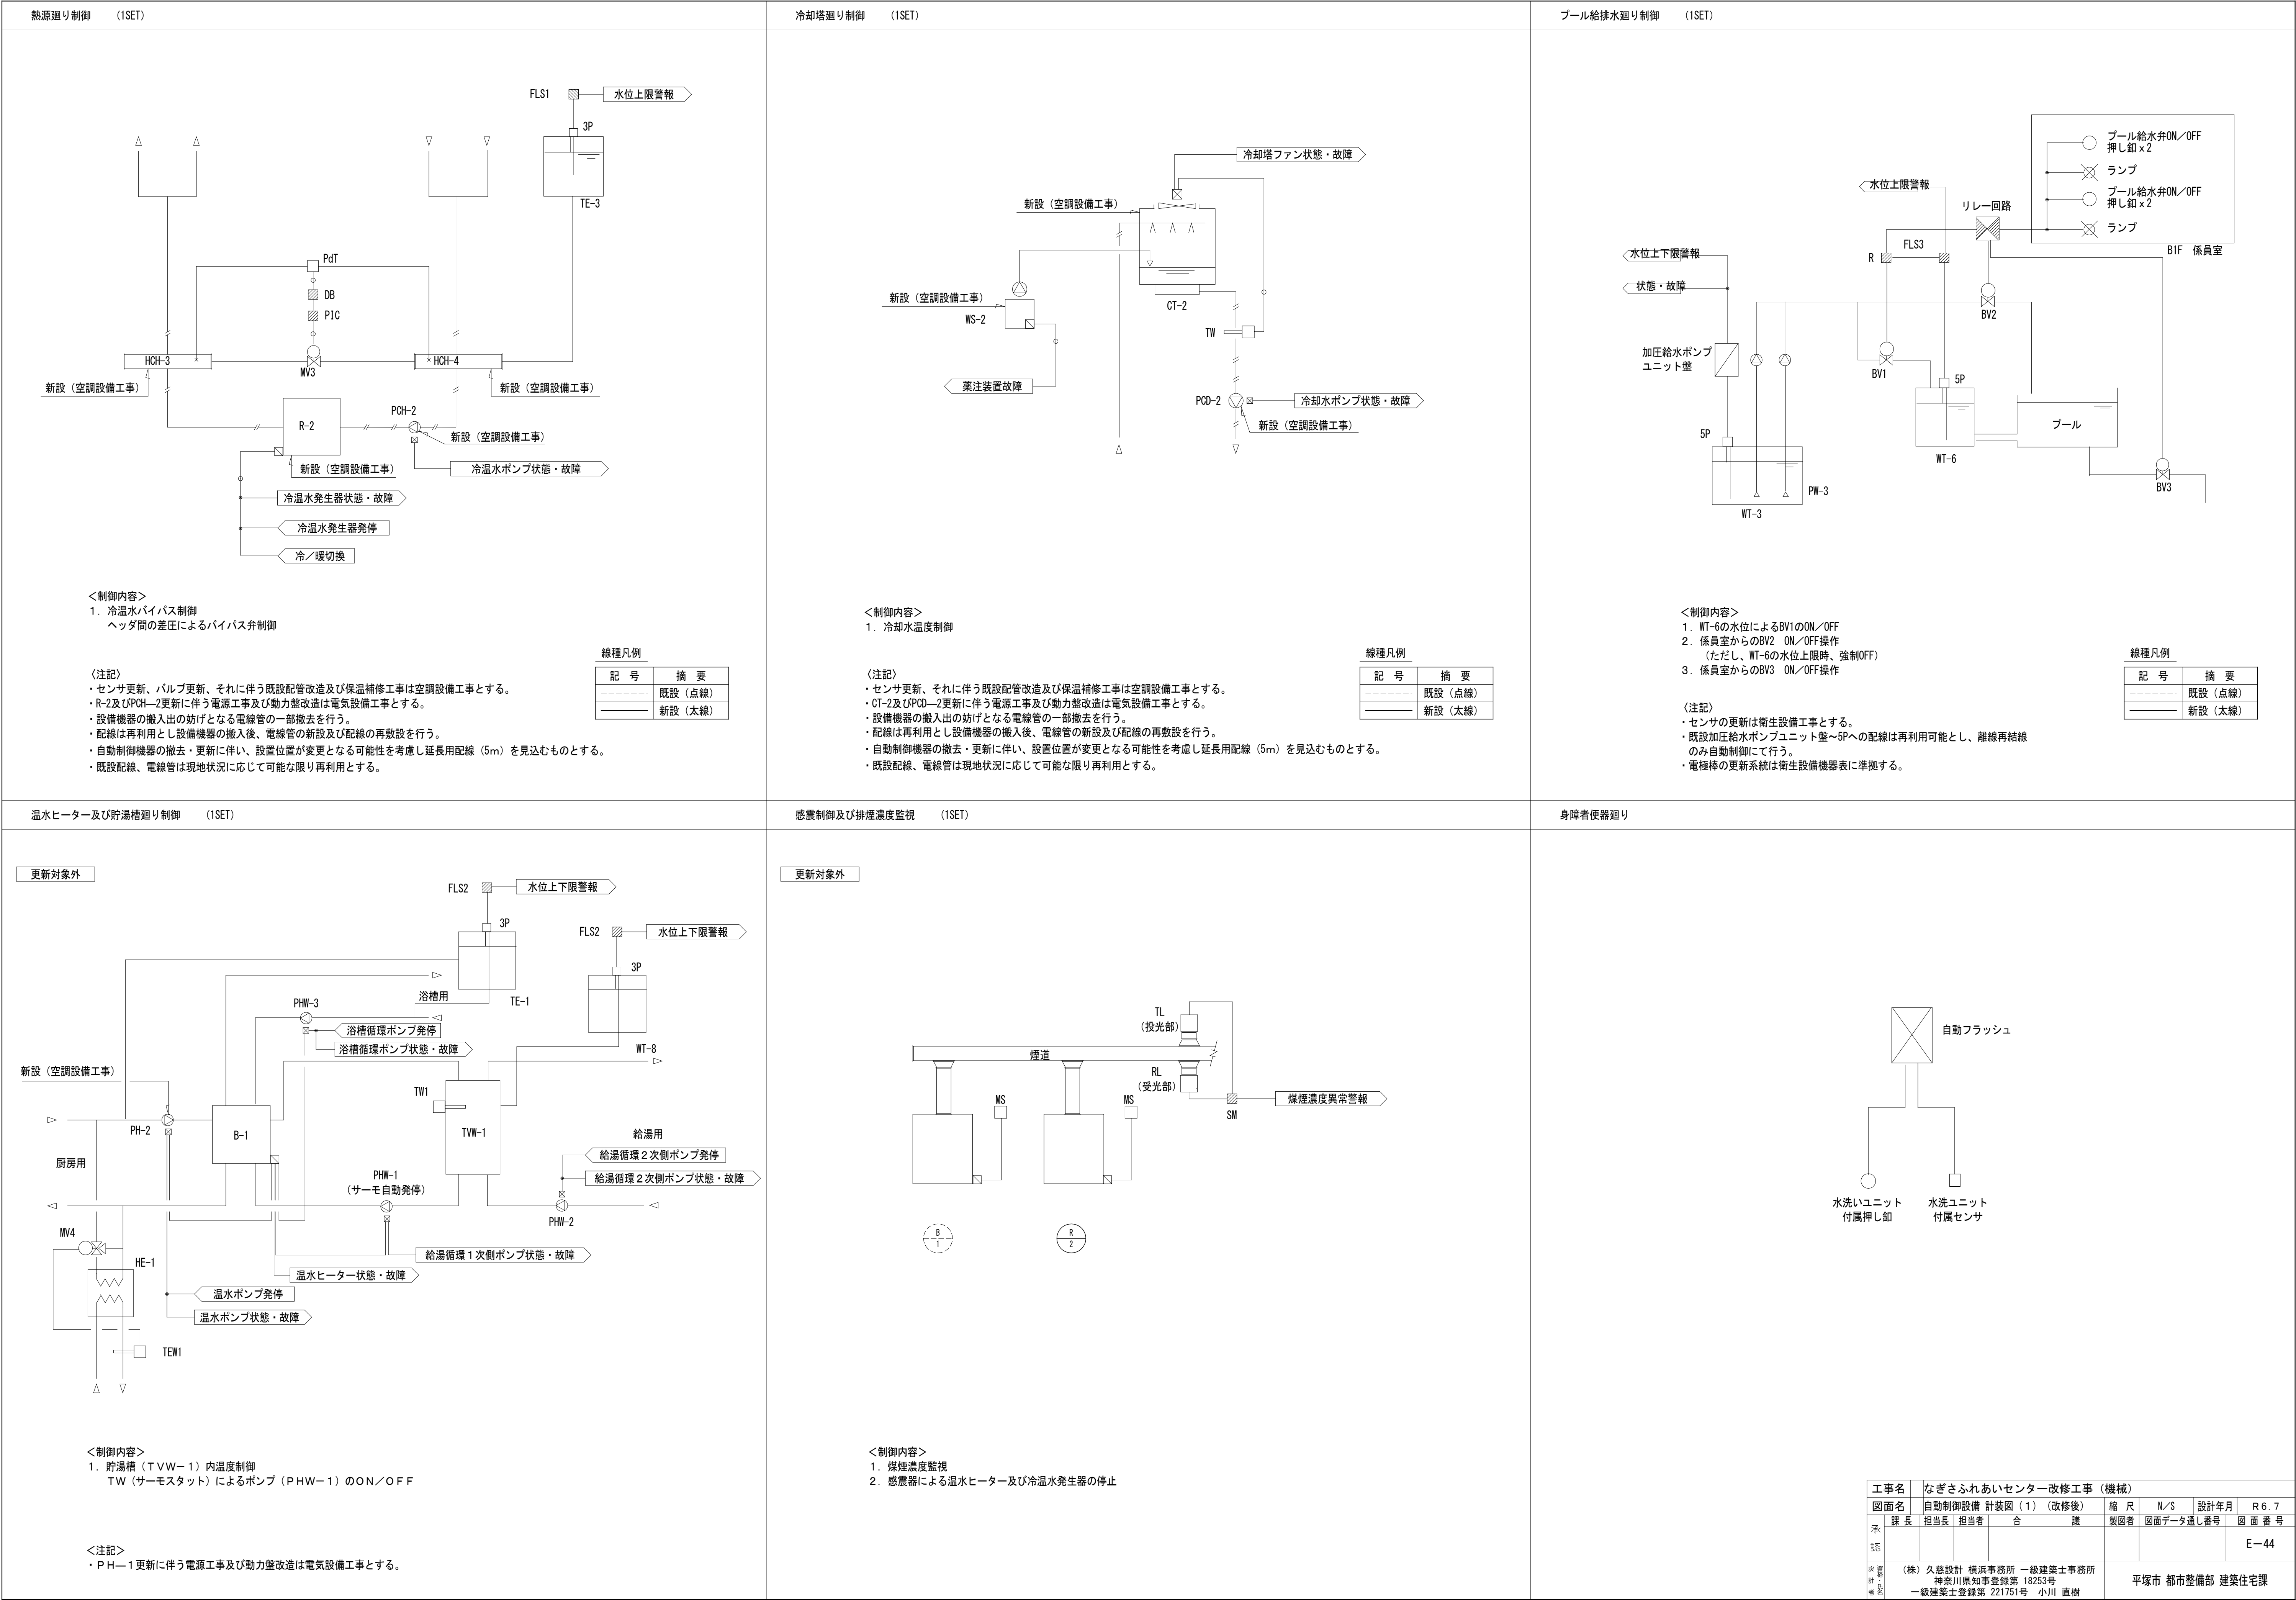 熱源廻り制御　　(1SET)
FLS1
水位上限警報
3P
TE-3
PdT
DB
PIC
MV3
HCH-3
HCH-4
新設（空調設備工事）
新設（空調設備工事）
R-2
PCH-2
新設（空調設備工事）
新設（空調設備工事）
冷温水ポンプ状態・故障
冷温水発生器状態・故障
冷温水発生器発停
冷／暖切換
＜制御内容＞
１．冷温水バイパス制御
ヘッダ間の差圧によるバイパス弁制御
線種凡例
記　号　摘　要
既設（点線）
新設（太線）
〈注記〉
・センサ更新、バルブ更新、それに伴う既設配管改造及び保温補修工事は空調設備工事とする。
・R-2及びPCH―2更新に伴う電源工事及び動力盤改造は電気設備工事とする。
・設備機器の搬入出の妨げとなる電線管の一部撤去を行う。
・配線は再利用とし設備機器の搬入後、電線管の新設及び配線の再敷設を行う。
・自動制御機器の撤去・更新に伴い、設置位置が変更となる可能性を考慮し延長用配線（5m）を見込むものとする。
・既設配線、電線管は現地状況に応じて可能な限り再利用とする。
冷却塔廻り制御　　(1SET)
冷却塔ファン状態・故障
新設（空調設備工事）
CT-2
新設（空調設備工事）
WS-2
TW
薬注装置故障
PCD-2
冷却水ポンプ状態・故障
新設（空調設備工事）
＜制御内容＞
１．冷却水温度制御
線種凡例
記　号　摘　要
既設（点線）
新設（太線）
〈注記〉
・センサ更新、それに伴う既設配管改造及び保温補修工事は空調設備工事とする。
・CT-2及びPCD―2更新に伴う電源工事及び動力盤改造は電気設備工事とする。
・設備機器の搬入出の妨げとなる電線管の一部撤去を行う。
・配線は再利用とし設備機器の搬入後、電線管の新設及び配線の再敷設を行う。
・自動制御機器の撤去・更新に伴い、設置位置が変更となる可能性を考慮し延長用配線（5m）を見込むものとする。
・既設配線、電線管は現地状況に応じて可能な限り再利用とする。
プール給排水廻り制御　　(1SET)
プール給水弁ON／OFF
押し釦ｘ2
ランプ
プール給水弁ON／OFF
押し釦ｘ2
ランプ
B1F　係員室
水位上限警報
リレー回路
FLS3
R
水位上下限警報
状態・故障
BV2
加圧給水ポンプ
ユニット盤
BV1
5P
プール
5P
WT-6
BV3
PW-3
WT-3
＜制御内容＞
１．WT-6の水位によるBV1のON／OFF
２．係員室からのBV2　ON／OFF操作
（ただし、WT-6の水位上限時、強制OFF）
３．係員室からのBV3　ON／OFF操作
線種凡例
記　号　摘　要
既設（点線）
新設（太線）
〈注記〉
・センサの更新は衛生設備工事とする。
・既設加圧給水ポンプユニット盤～5Pへの配線は再利用可能とし、離線再結線
のみ自動制御にて行う。
・電極棒の更新系統は衛生設備機器表に準拠する。
温水ヒーター及び貯湯槽廻り制御　　(1SET)
更新対象外
FLS2
水位上下限警報
3P
FLS2
水位上下限警報
3P
TE-1
浴槽用
PHW-3
浴槽循環ポンプ発停
浴槽循環ポンプ状態・故障
WT-8
新設（空調設備工事）
TW1
PH-2
B-1
TVW-1
給湯用
厨房用
給湯循環２次側ポンプ発停
給湯循環２次側ポンプ状態・故障
PHW-1
（サーモ自動発停）
PHW-2
MV4
給湯循環１次側ポンプ状態・故障
HE-1
温水ヒーター状態・故障
温水ポンプ発停
温水ポンプ状態・故障
TEW1
＜制御内容＞
１．貯湯槽（ＴＶＷ－１）内温度制御
ＴＷ（サーモスタット）によるポンプ（ＰＨＷ－１）のＯＮ／ＯＦＦ
＜注記＞
・ＰＨ―１更新に伴う電源工事及び動力盤改造は電気設備工事とする。
感震制御及び排煙濃度監視　　(1SET)
更新対象外
TL
（投光部）
煙道
RL
（受光部）
MS
MS
SM
煤煙濃度異常警報
B
1
R
2
＜制御内容＞
１．煤煙濃度監視
２．感震器による温水ヒーター及び冷温水発生器の停止
身障者便器廻り
自動フラッシュ
水洗いユニット
付属押し釦
水洗ユニット
付属センサ
工事名　なぎさふれあいセンター改修工事（機械）
図面名　自動制御設備 計装図（１）（改修後）　縮　尺　N／S　設計年月　Ｒ６.７
承認　課 長　担当長　担当者　合　議　製図者　図面データ通し番号　図 面 番 号
E－44
設計者　資格・氏名　（株）久慈設計 横浜事務所 一級建築士事務所
神奈川県知事登録第 18253号
一級建築士登録第 221751号　小川 直樹
平塚市 都市整備部 建築住宅課